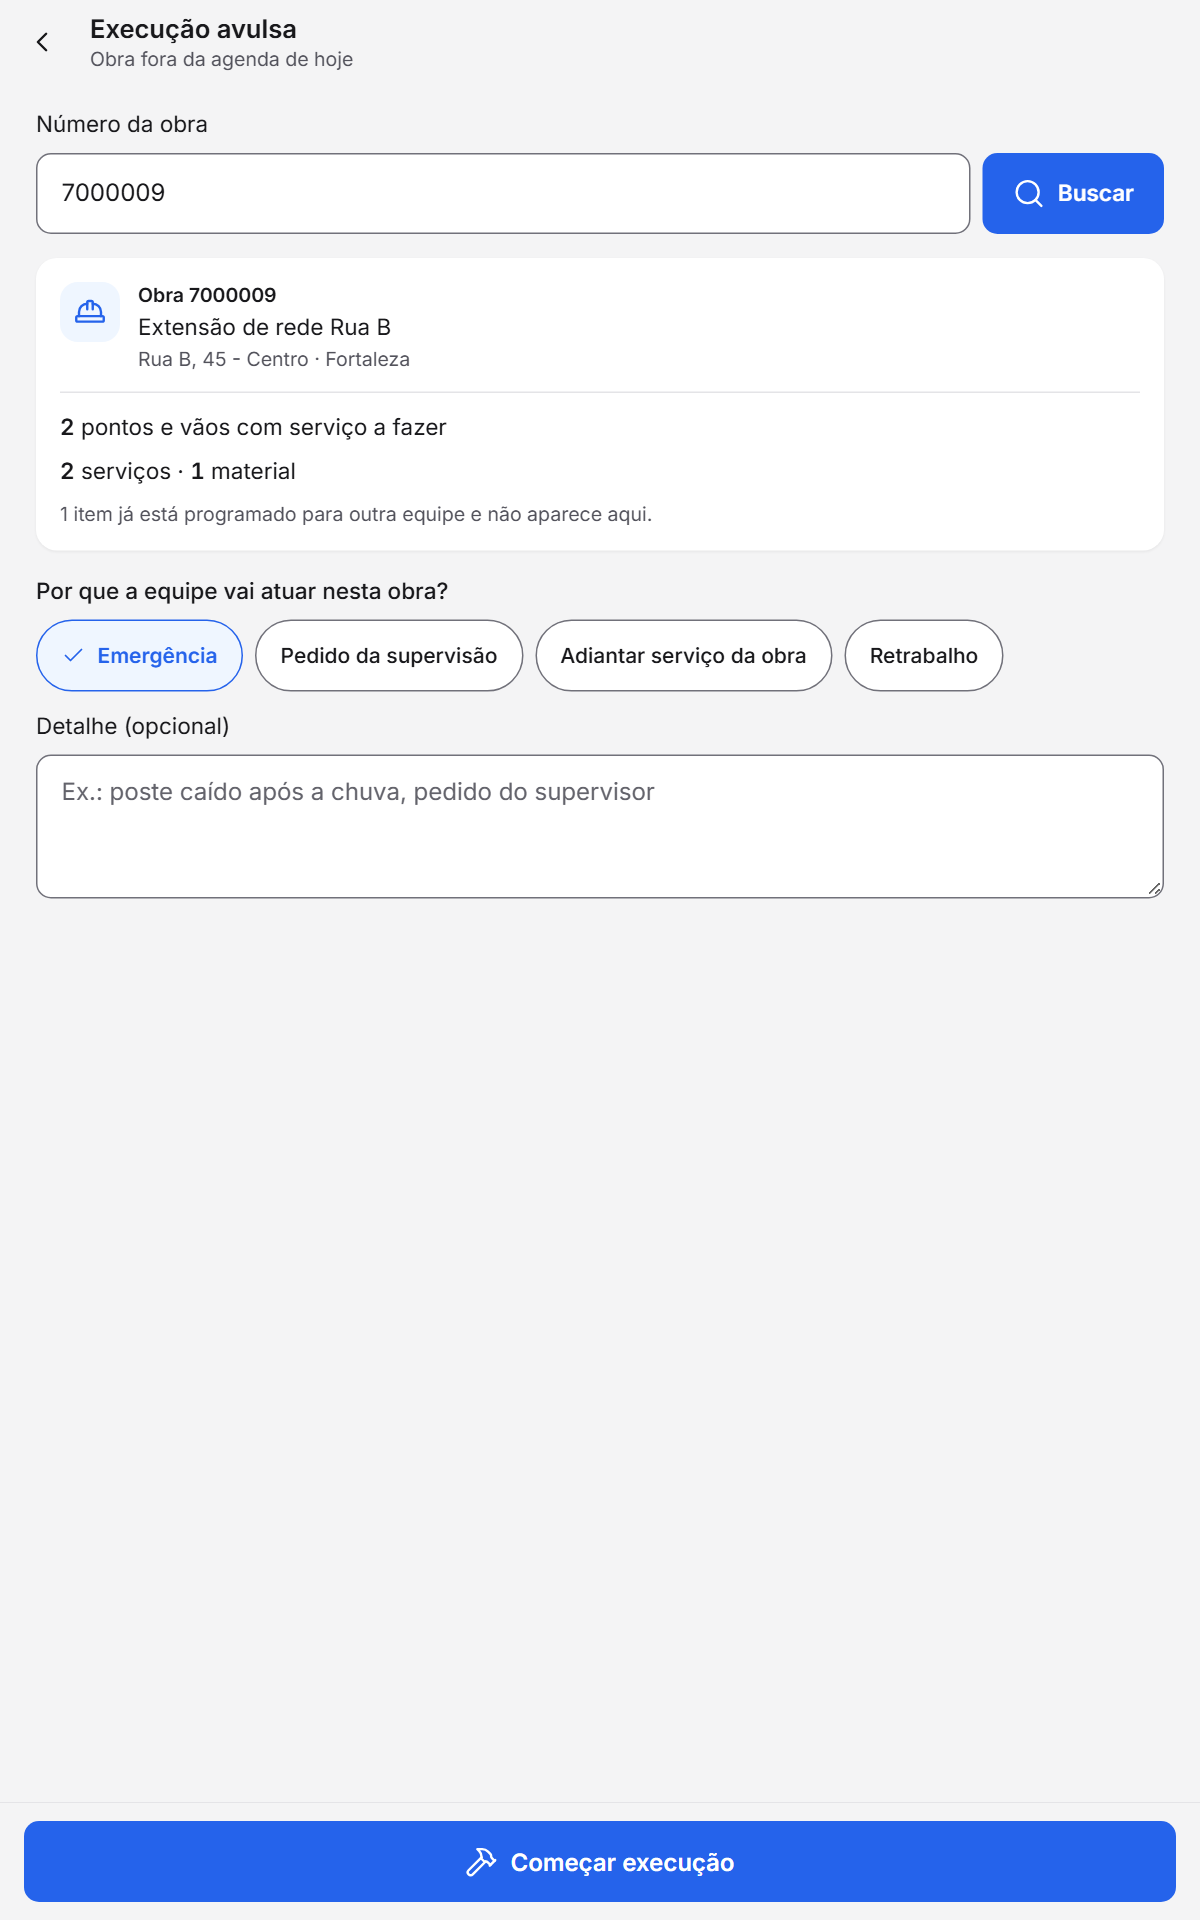 Execução avulsa
Obra fora da agenda de hoje
Número da obra
7000009
Buscar
Obra 7000009
Extensão de rede Rua B
Rua B, 45 - Centro · Fortaleza
2 pontos e vãos com serviço a fazer
2 serviços · 1 material
1 item já está programado para outra equipe e não aparece aqui.
Por que a equipe vai atuar nesta obra?
Emergência
Pedido da supervisão
Adiantar serviço da obra
Retrabalho
Detalhe (opcional)
Ex.: poste caído após a chuva, pedido do supervisor
Começar execução